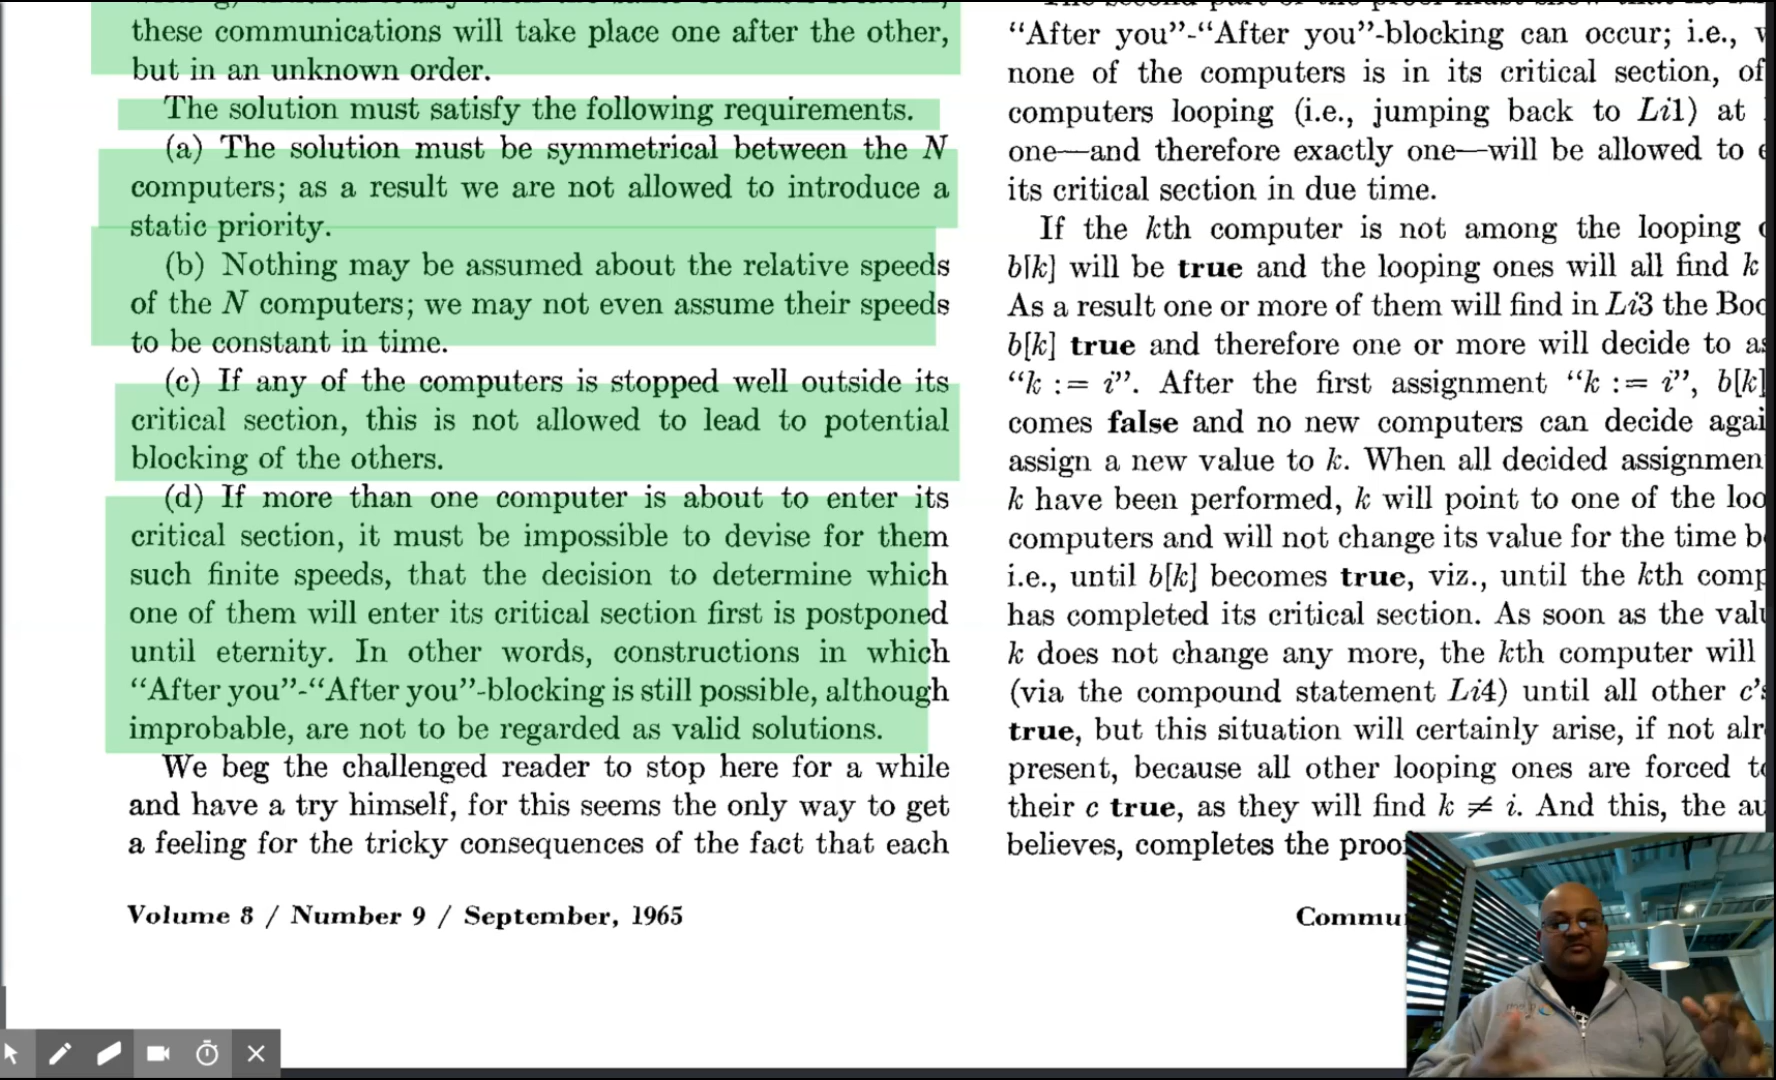 these communications will take place one after the other,
but in an unknown order.
The solution must satisfy the following requirements.
(a) The solution must be symmetrical between the N
computers; as a result we are not allowed to introduce a
static priority.
(b) Nothing may be assumed about the relative speeds
of the N computers; we may not even assume their speeds
to be constant in time.
(c) If any of the computers is stopped well outside its
critical section, this is not allowed to lead to potential
blocking of the others.
(d) If more than one computer is about to enter its
critical section, it must be impossible to devise for them
such finite speeds, that the decision to determine which
one of them will enter its critical section first is postponed
until eternity. In other words, constructions in which
“After you”-“After you”-blocking is still possible, although
improbable, are not to be regarded as valid solutions.
We beg the challenged reader to stop here for a while
and have a try himself, for this seems the only way to get
a feeling for the tricky consequences of the fact that each
Volume 8 / Number 9 / September, 1965
“After you”-“After you”-blocking can occur; i.e.,
none of the computers is in its critical section, of
computers looping (i.e., jumping back to Li1) at
one—and therefore exactly one—will be allowed to
its critical section in due time.
If the kth computer is not among the looping
b[k] will be true and the looping ones will all find k
As a result one or more of them will find in Li3 the Boo
b[k] true and therefore one or more will decide to as
“k := i”. After the first assignment “k := i”, b[k]
comes false and no new computers can decide agai
assign a new value to k. When all decided assignmen
k have been performed, k will point to one of the loo
computers and will not change its value for the time b
i.e., until b[k] becomes true, viz., until the kth comp
has completed its critical section. As soon as the valu
k does not change any more, the kth computer will
(via the compound statement Li4) until all other c’s
true, but this situation will certainly arise, if not alr
present, because all other looping ones are forced to
their c true, as they will find k ≠ i. And this, the au
believes, completes the proof
Commu